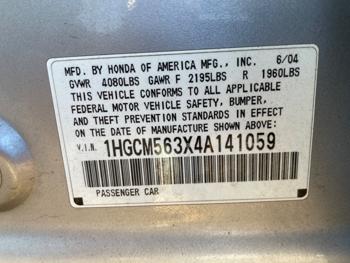 MFD. BY HONDA OF AMERICA MFG., INC. 6/04
GVWR 4080LBS GAWR F 2195LBS R 1960LBS
THIS VEHICLE CONFORMS TO ALL APPLICABLE
FEDERAL MOTOR VEHICLE SAFETY, BUMPER,
AND THEFT PREVENTION STANDARDS IN EFFECT
ON THE DATE OF MANUFACTURE SHOWN ABOVE:
V.I.N. 1HGCM563X4A141059
PASSENGER CAR